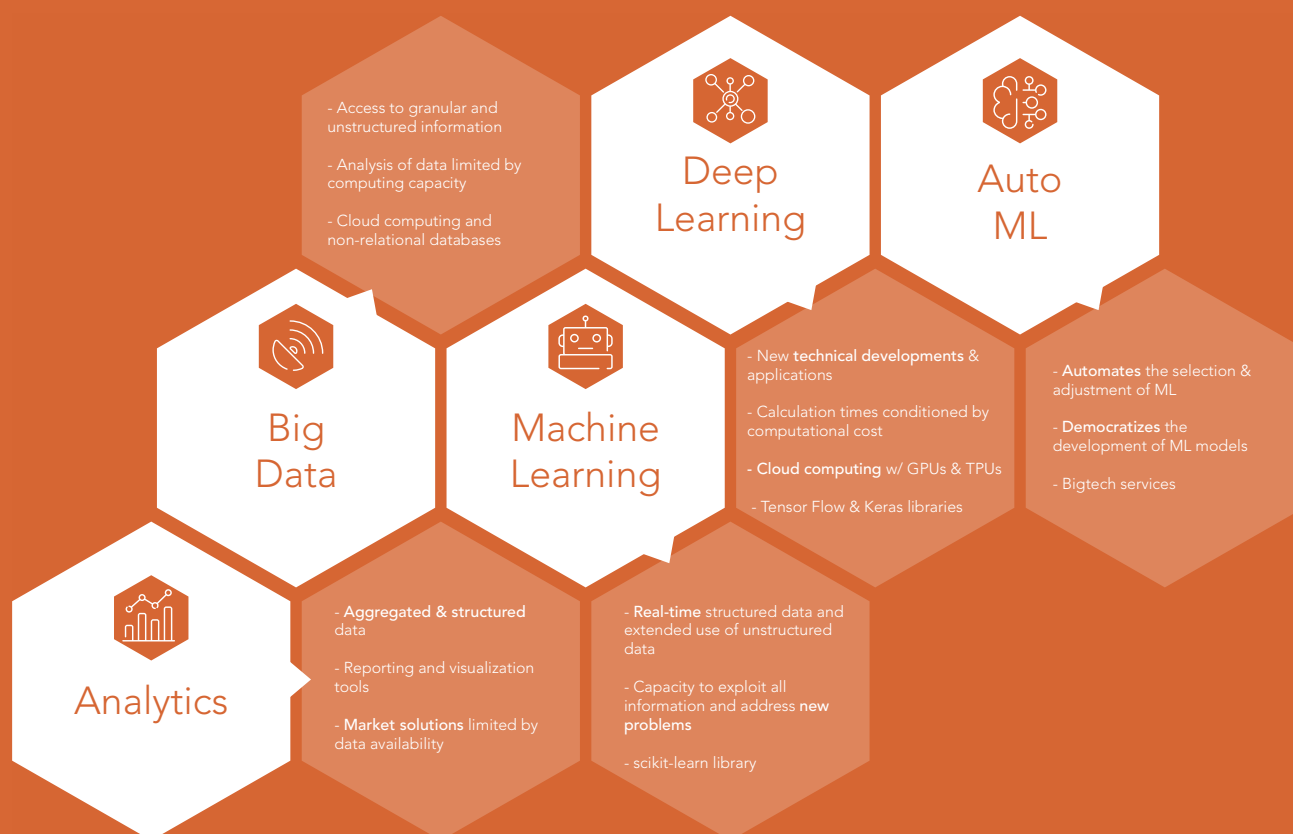 - Access to granular and
unstructured information
- Analysis of data limited by
computing capacity
- Cloud computing and
non-relational databases
Deep
Learning
Auto
ML
Big
Data
Machine
Learning
- New technical developments &
applications
- Calculation times conditioned by
computational cost
- Cloud computing w/ GPUs & TPUs
- Tensor Flow & Keras libraries
- Automates the selection &
adjustment of ML
- Democratizes the
development of ML models
- Bigtech services
Analytics
- Aggregated & structured
data
- Reporting and visualization
tools
- Market solutions limited by
data availability
- Real-time structured data and
extended use of unstructured
data
- Capacity to exploit all
information and address new
problems
- scikit-learn library